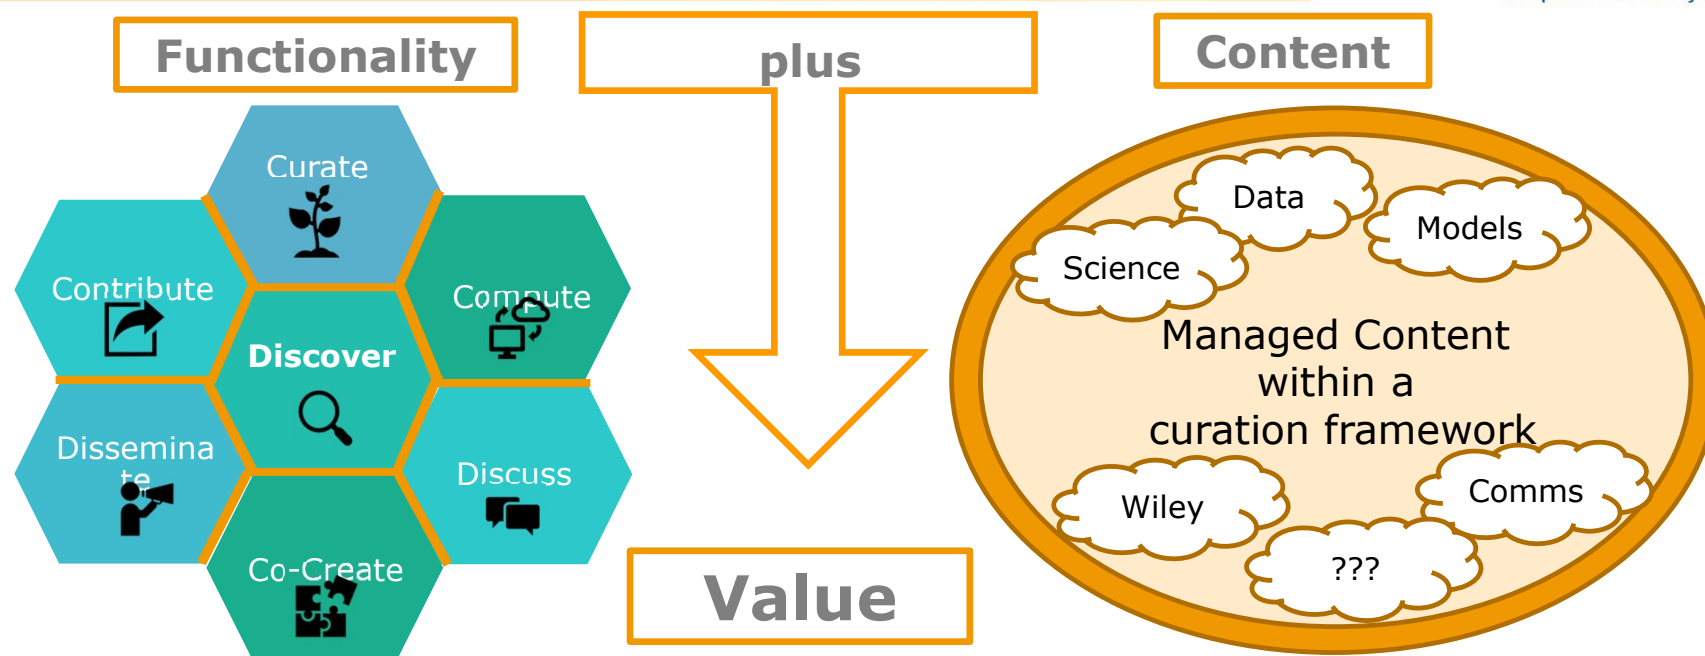 Functionality
plus
Content
Curate
Contribute
Compute
Discover
Dissemina
te
Discuss
Co-Create
Value
Data
Models
Science
Managed Content
within a
curation framework
Wiley
Comms
???